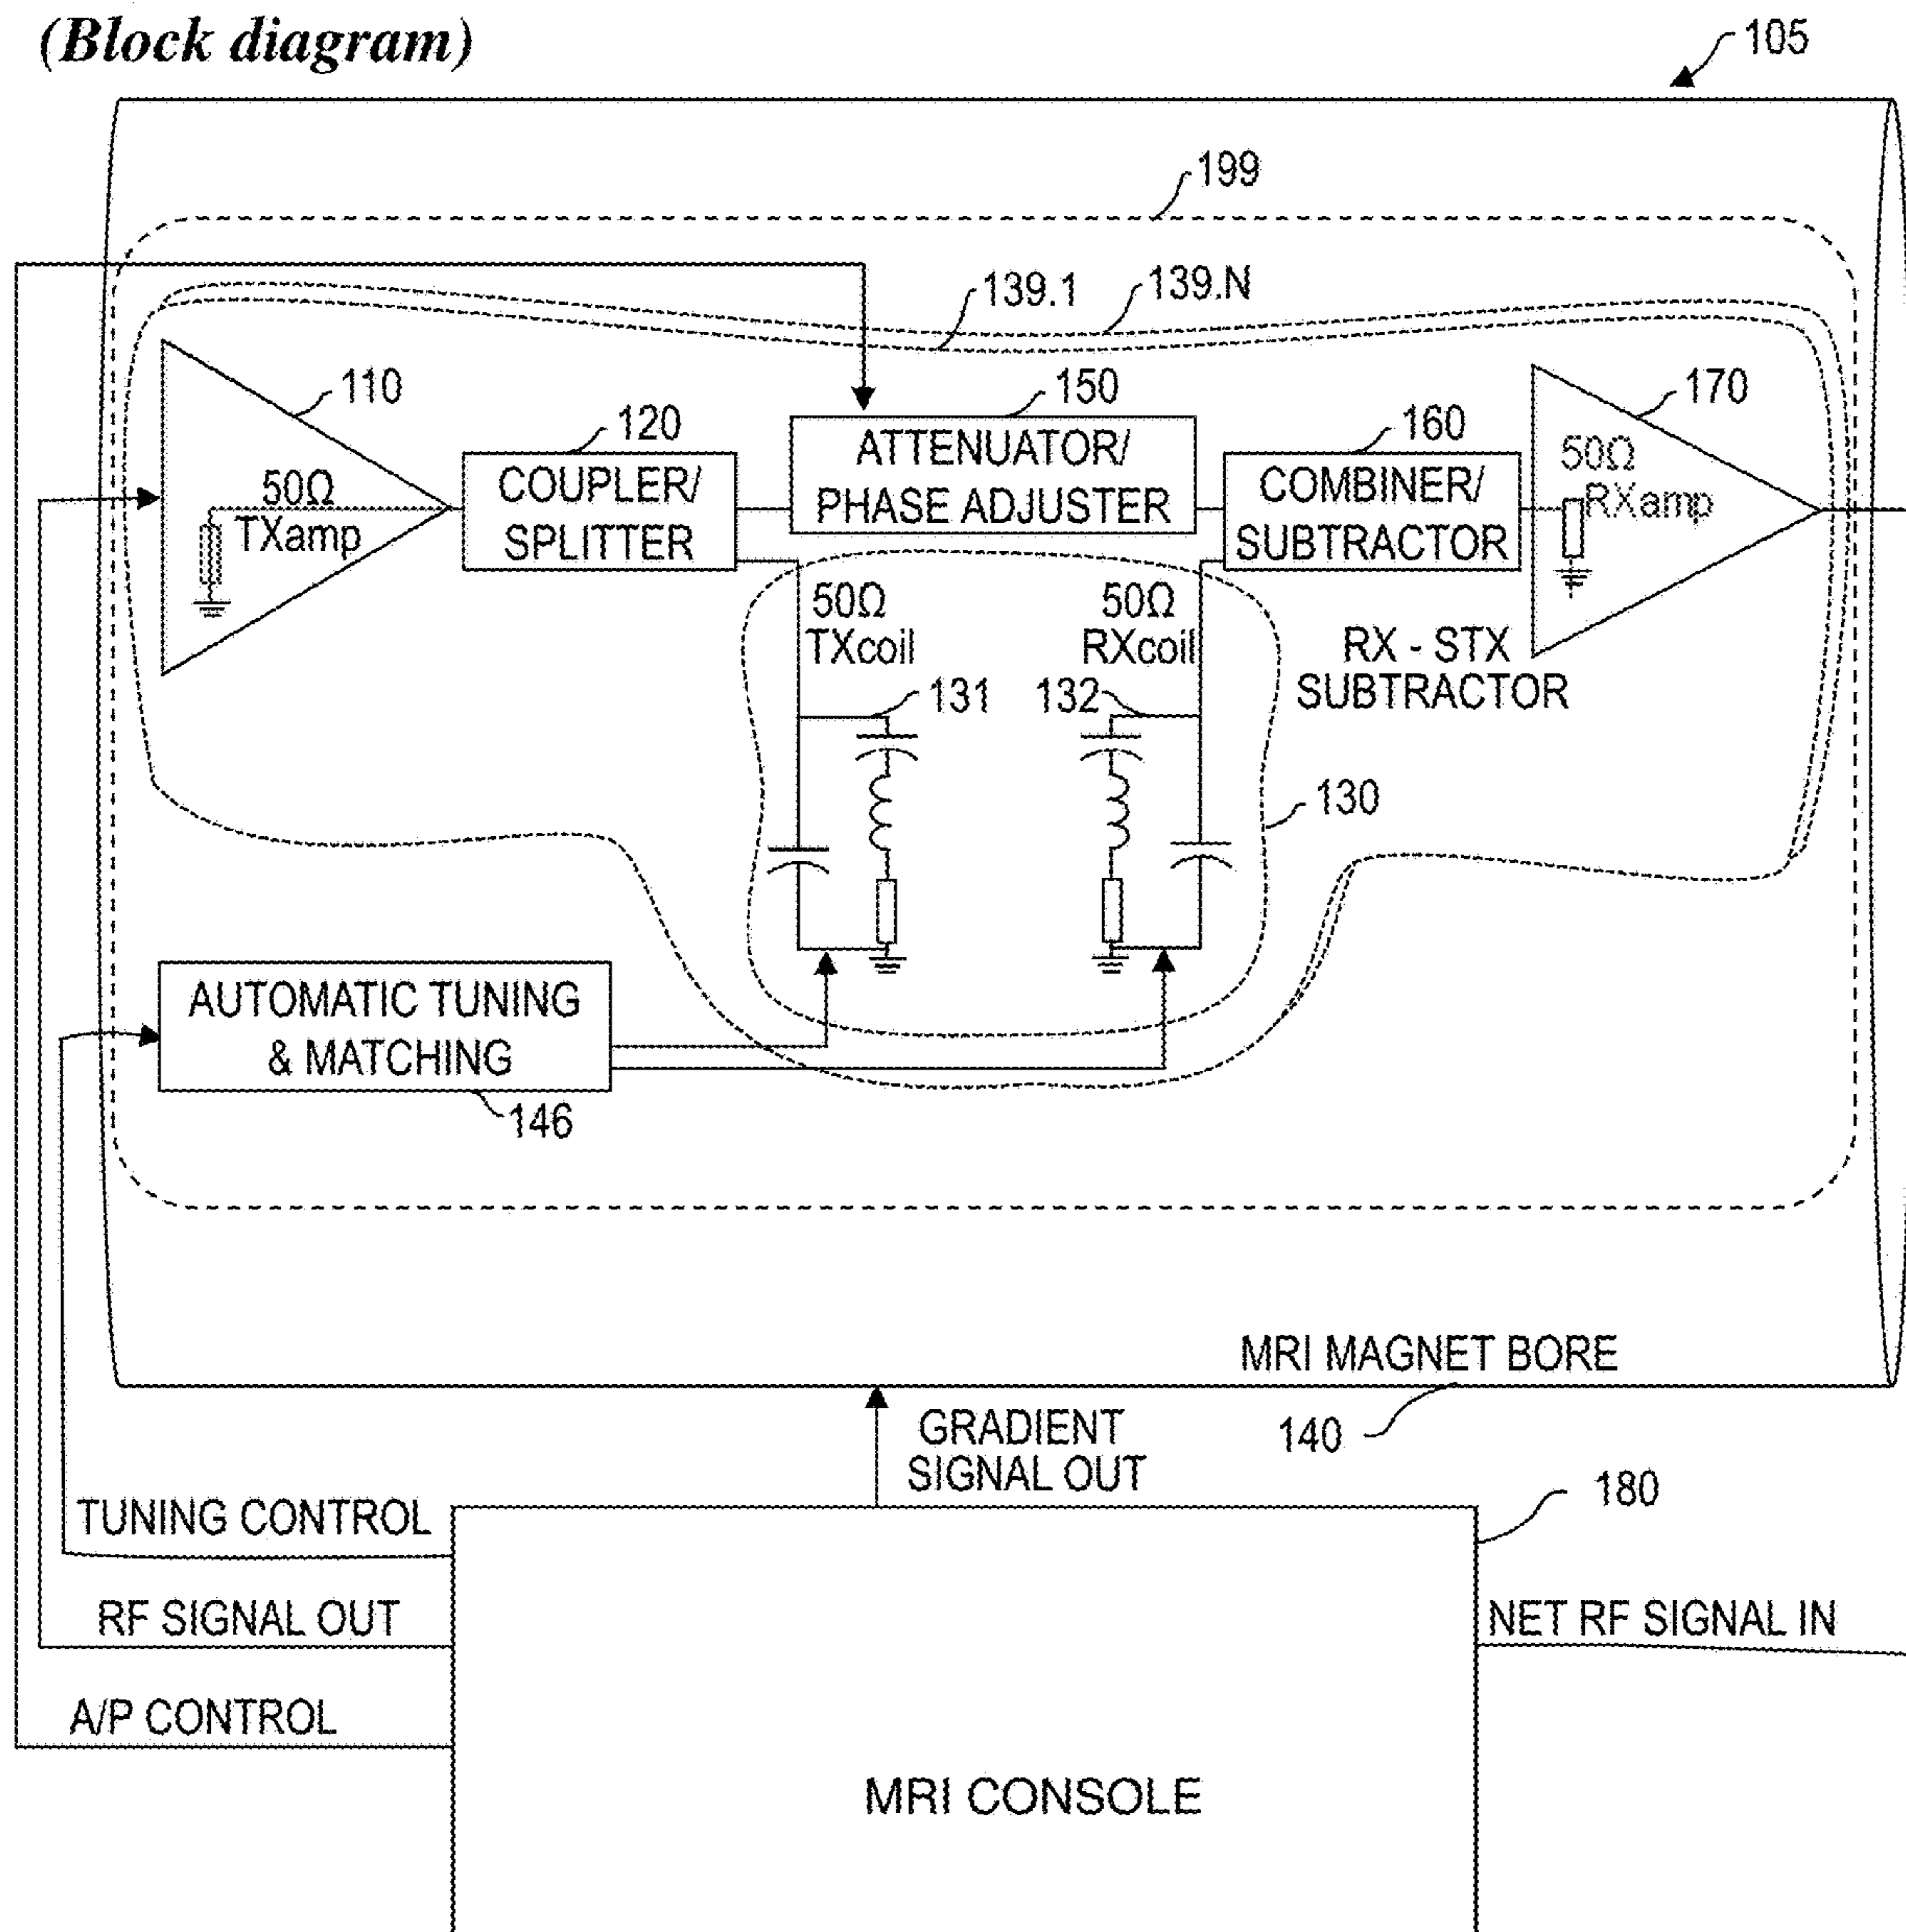 (Block diagram)
105
199
139.1
139.N
110
120
150
160
170
50Ω
TXamp
COUPLER/
SPLITTER
ATTENUATOR/
PHASE ADJUSTER
COMBINER/
SUBTRACTOR
50Ω
RXamp
50Ω
TXcoil
50Ω
RXcoil
RX - STX
SUBTRACTOR
131
132
130
AUTOMATIC TUNING
& MATCHING
146
MRI MAGNET BORE
140
GRADIENT
SIGNAL OUT
180
TUNING CONTROL
RF SIGNAL OUT
NET RF SIGNAL IN
A/P CONTROL
MRI CONSOLE